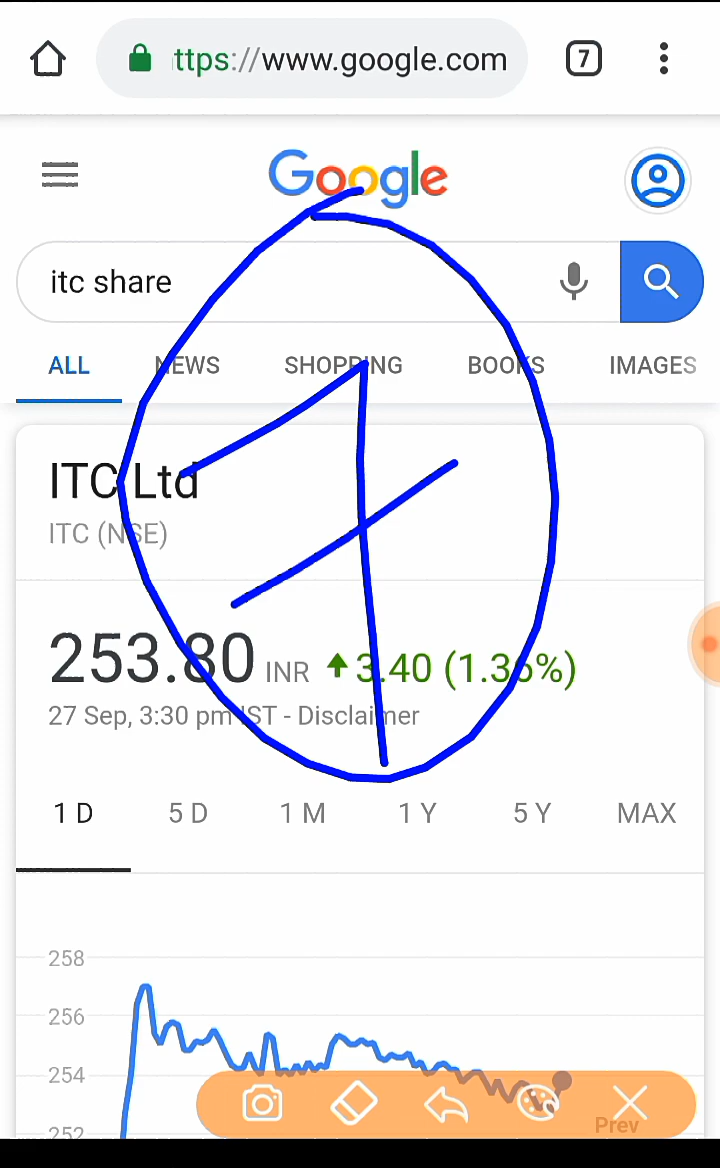 7
ttps://www.google.com
Google
itc share
ALL NEWS SHOPPING BOOKS IMAGES
ITC Ltd
ITC (NSE)
253.80 INR 3.40 (1.36%)
27 Sep, 3:30 pm IST - Disclaimer
1 D 5 D 1 M 1 Y 5 Y MAX
258
256
254
252
Prev